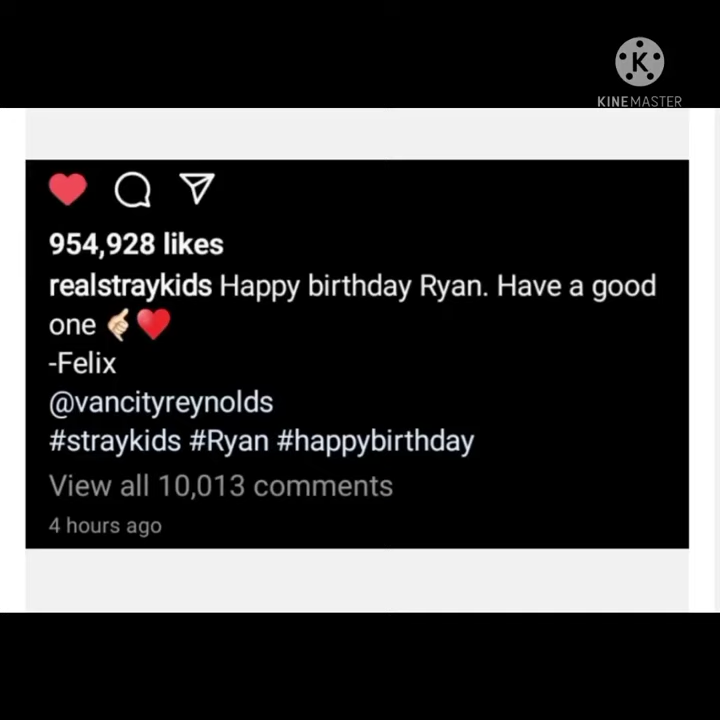 K
KINEMASTER
954,928 likes
realstraykids Happy birthday Ryan. Have a good
one 🤙🏻❤️
-Felix
@vancityreynolds
#straykids #Ryan #happybirthday
View all 10,013 comments
4 hours ago